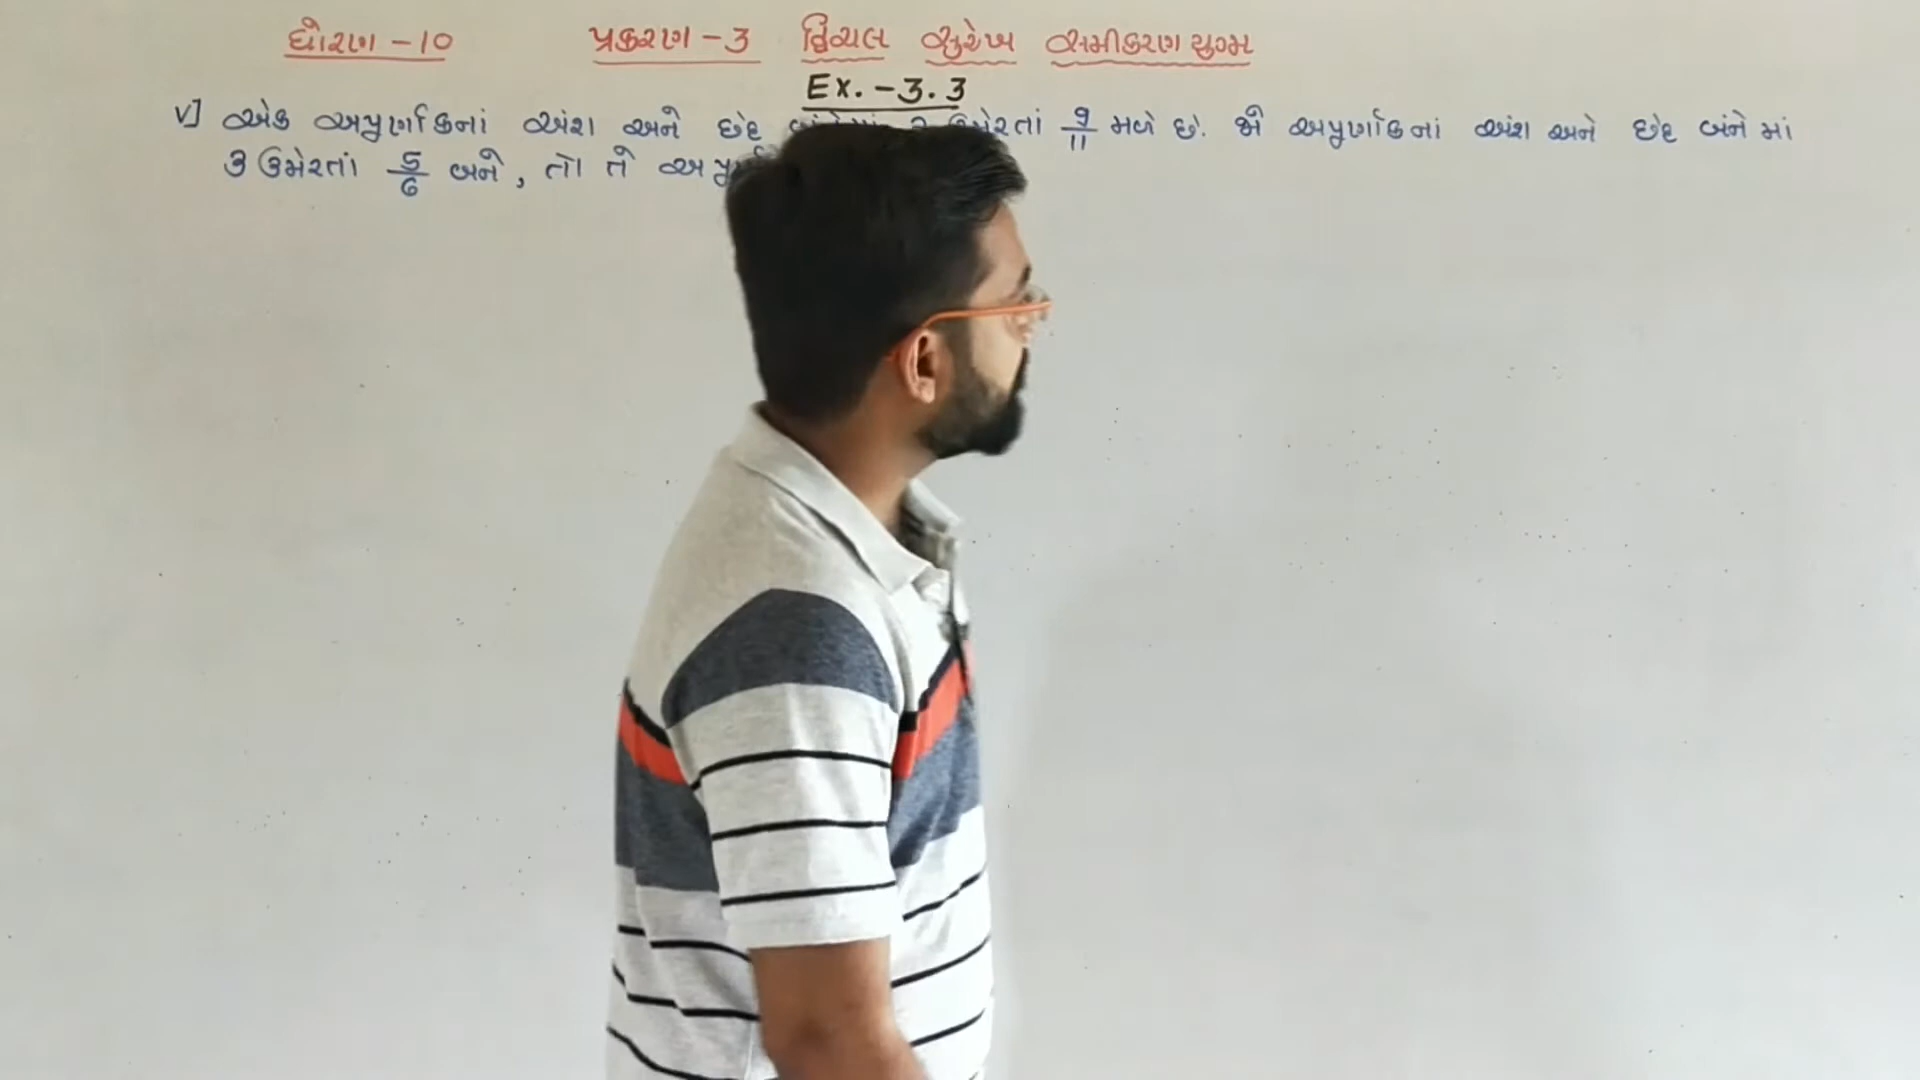 ધોરણ - 10 પ્રકરણ - 3 દ્વિચલ સુરેખ સમીકરણ યુગ્મ
Ex. - 3.3
v] એક અપૂર્ણાંકનાં અંશ અને છેદ ઉમેરતાં 9/11 મળે છે. જો અપૂર્ણાંકનાં અંશ અને છેદ બંનેમાં
3 ઉમેરતાં 5/6 બને, તો તે